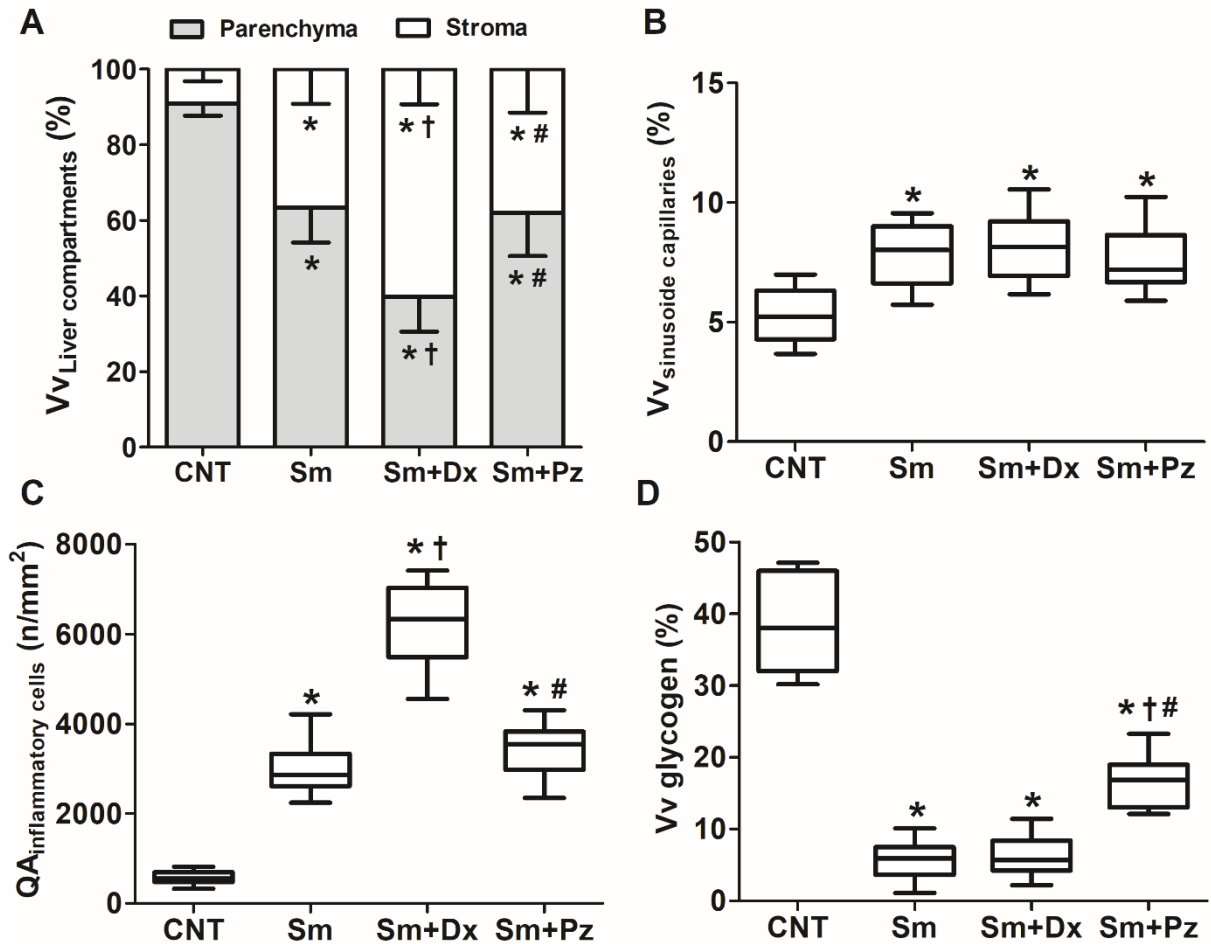 A
Parenchyma Stroma
Vv Liver compartments (%)
100
80
60
40
20
0
* * † * #
* * † * #
CNT Sm Sm+Dx Sm+Pz
B
Vv sinusoide capillaries (%)
15
10
5
0
* * *
CNT Sm Sm+Dx Sm+Pz
C
QA inflammatory cells (n/mm2)
8000
6000
4000
2000
0
* * † * #
CNT Sm Sm+Dx Sm+Pz
D
Vv glycogen (%)
50
40
30
20
10
0
* * * † #
CNT Sm Sm+Dx Sm+Pz